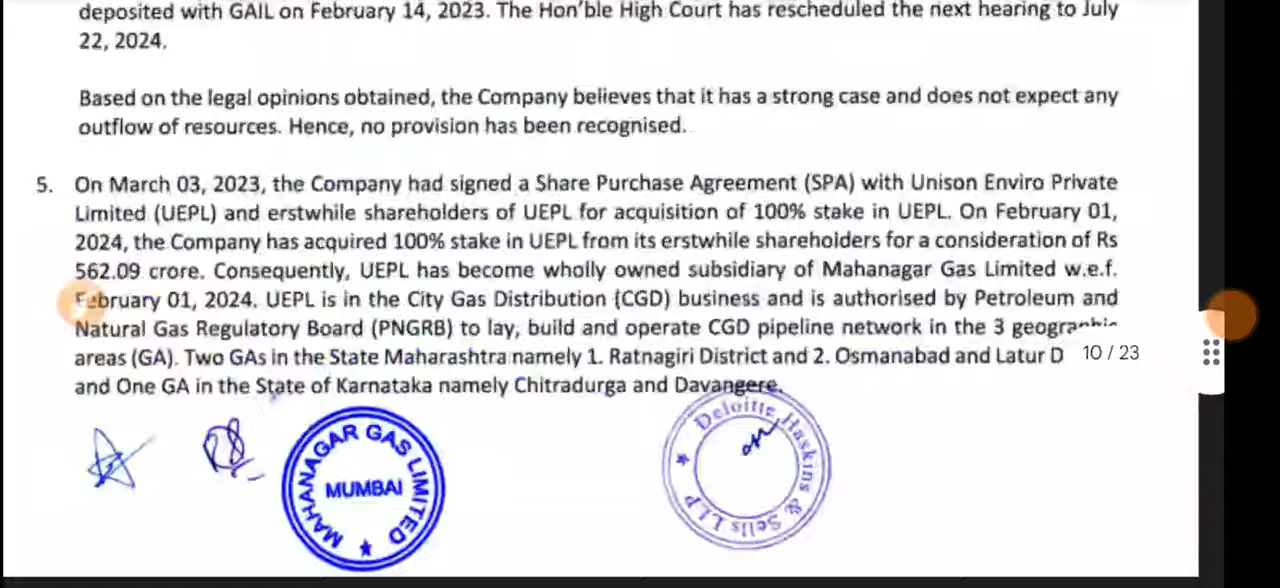 deposited with GAIL on February 14, 2023. The Hon'ble High Court has rescheduled the next hearing to July
22, 2024.
Based on the legal opinions obtained, the Company believes that it has a strong case and does not expect any
outflow of resources. Hence, no provision has been recognised.
5. On March 03, 2023, the Company had signed a Share Purchase Agreement (SPA) with Unison Enviro Private
Limited (UEPL) and erstwhile shareholders of UEPL for acquisition of 100% stake in UEPL. On February 01,
2024, the Company has acquired 100% stake in UEPL from its erstwhile shareholders for a consideration of Rs
562.09 crore. Consequently, UEPL has become wholly owned subsidiary of Mahanagar Gas Limited w.e.f.
February 01, 2024. UEPL is in the City Gas Distribution (CGD) business and is authorised by Petroleum and
Natural Gas Regulatory Board (PNGRB) to lay, build and operate CGD pipeline network in the 3 geographic
areas (GA). Two GAs in the State Maharashtra namely 1. Ratnagiri District and 2. Osmanabad and Latur D
10 / 23
and One GA in the State of Karnataka namely Chitradurga and Davangere.
MAHANAGAR GAS LIMITED
MUMBAI
Deloitte Haskins & Sells LLP